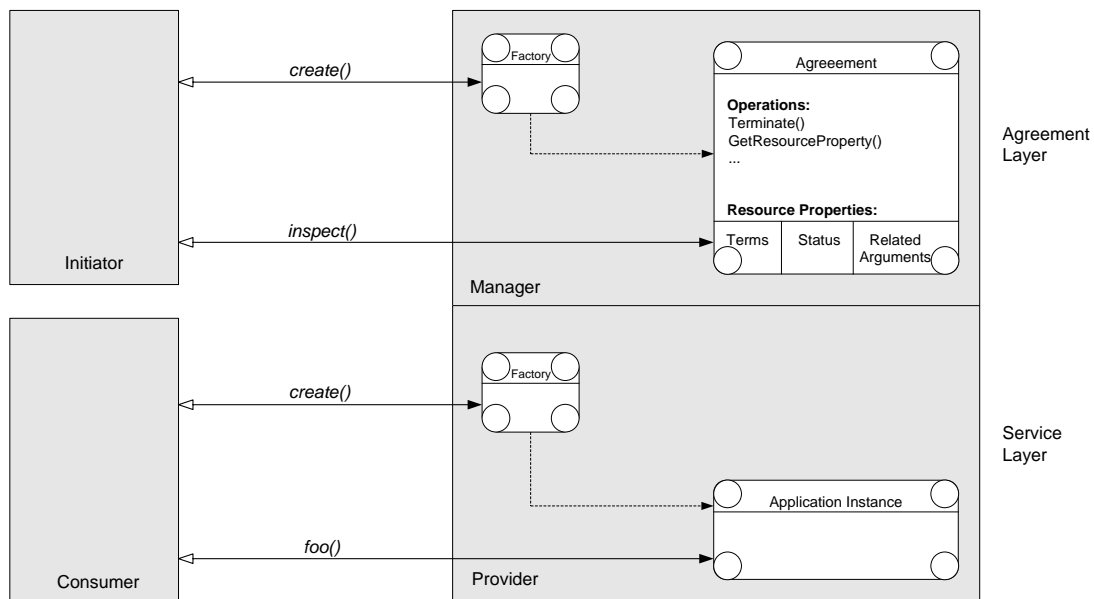 Factory
Agreeement
create()
Operations:
Terminate()
GetResourceProperty()
...
Agreement
Layer
Resource Properties:
inspect()
Terms
Status
Related
Arguments
Initiator
Manager
Factory
create()
Service
Layer
Application Instance
foo()
Consumer
Provider